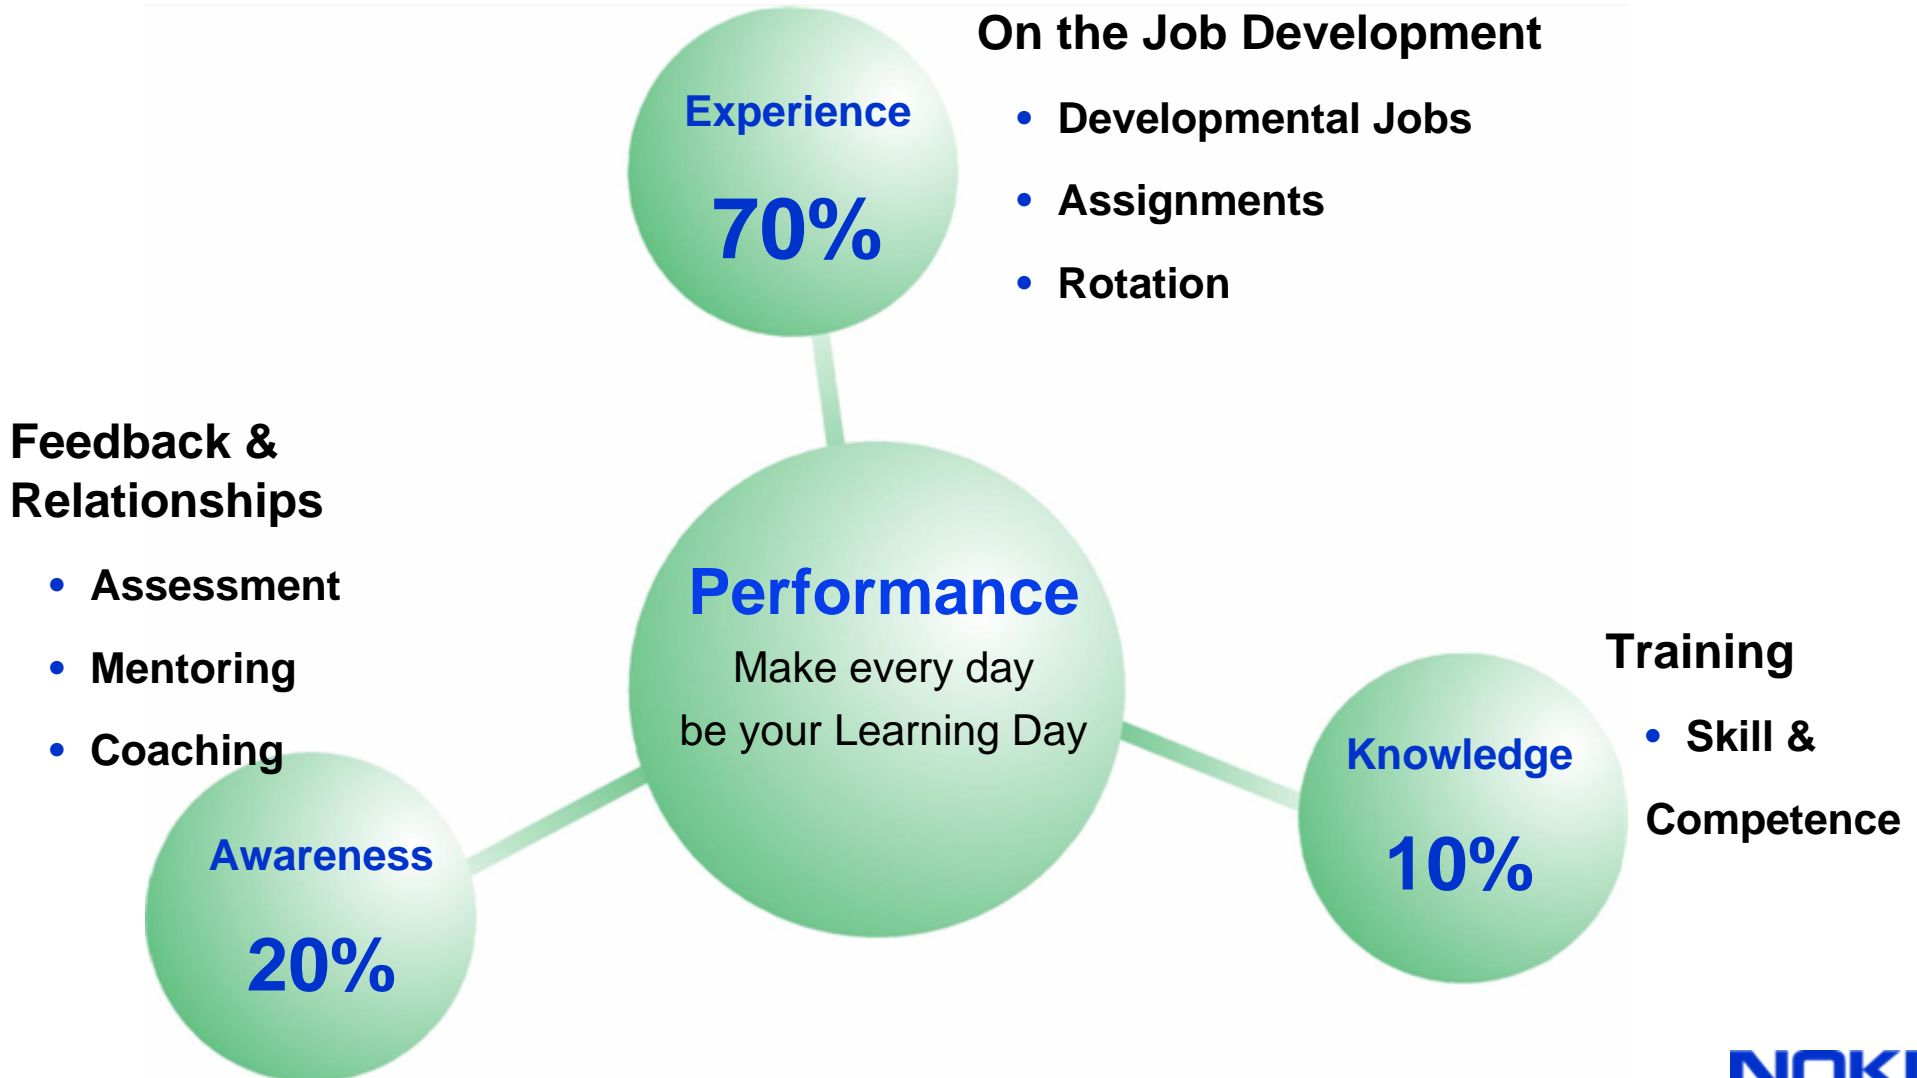 On the Job Development
• Developmental Jobs
• Assignments
• Rotation
Experience
70%
Feedback &
Relationships
• Assessment
• Mentoring
• Coaching
Awareness
20%
Performance
Make every day
be your Learning Day
Training
• Skill &
Competence
Knowledge
10%